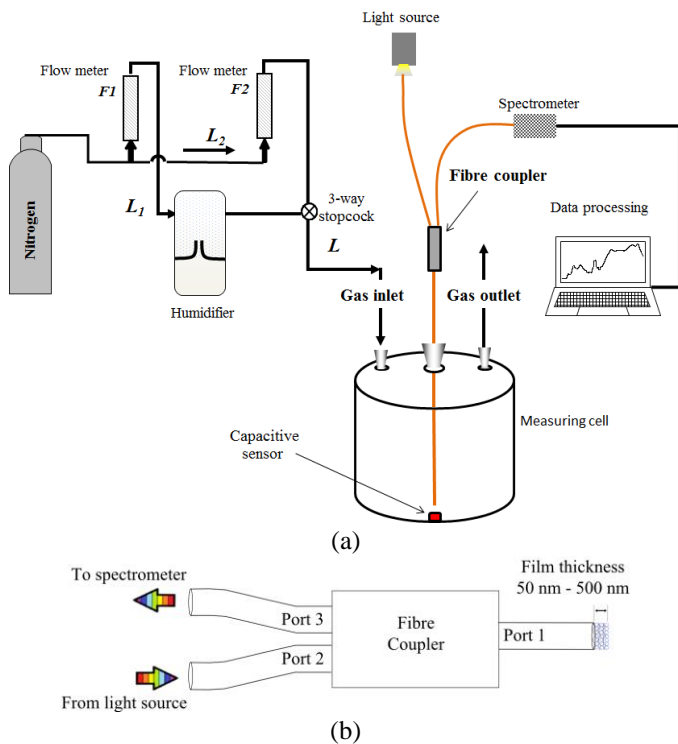 Light source
Flow meter
F1
Flow meter
F2
Spectrometer
L2
Fibre coupler
3-way
stopcock
Data processing
L1
Nitrogen
L
Gas inlet
Gas outlet
Humidifier
Measuring cell
Capacitive
sensor
(a)
To spectrometer
Film thickness
50 nm - 500 nm
Port 3
Fibre
Coupler
Port 1
Port 2
From light source
(b)